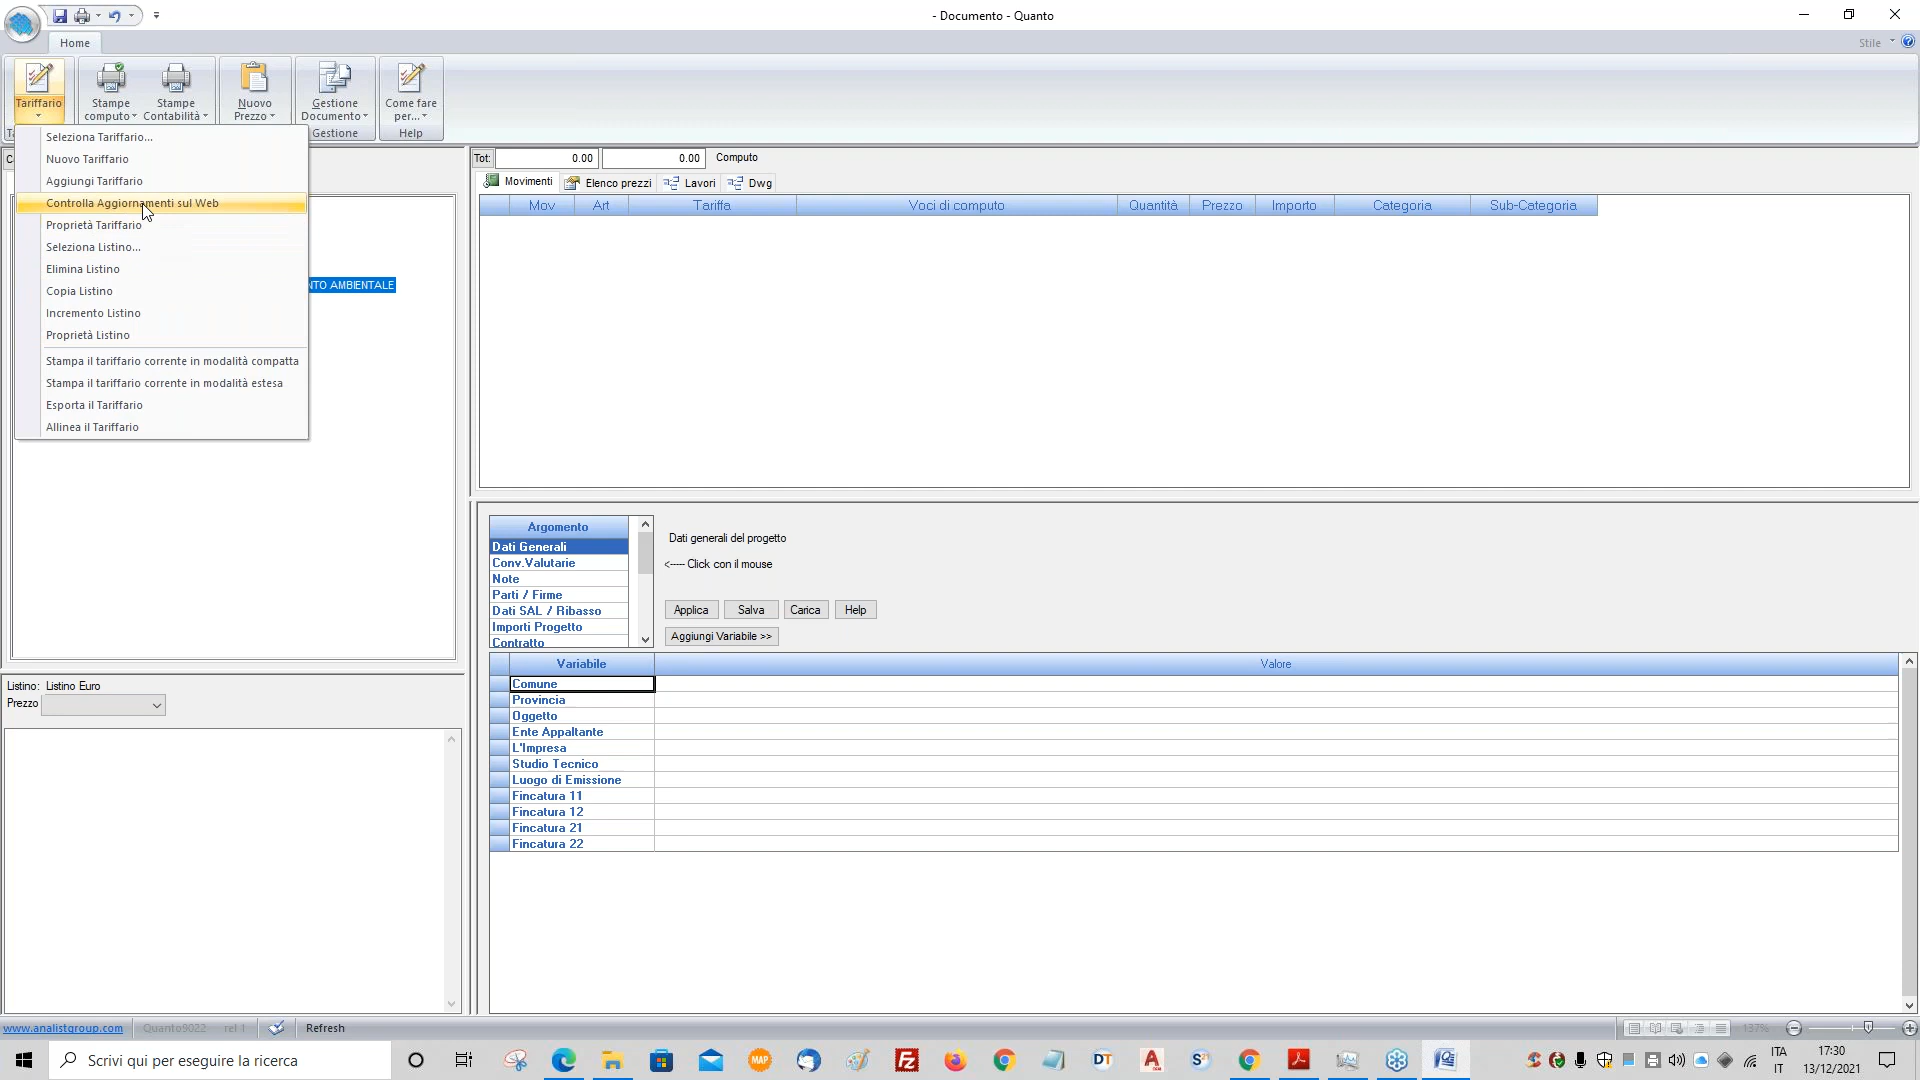 - Documento - Quanto
Home
Stile
Tariffario
Stampe computo
Stampe Contabilità
Nuovo Prezzo
Gestione Documento
Come fare per...
Gestione
Help
Seleziona Tariffario...
Nuovo Tariffario
Aggiungi Tariffario
Controlla Aggiornamenti sul Web
Proprietà Tariffario
Seleziona Listino...
Elimina Listino
Copia Listino
Incremento Listino
Proprietà Listino
Stampa il tariffario corrente in modalità compatta
Stampa il tariffario corrente in modalità estesa
Esporta il Tariffario
Allinea il Tariffario
NTO AMBIENTALE
Tot: 0.00 0.00 Computo
Movimenti Elenco prezzi Lavori Dwg
Mov Art Tariffa Voci di computo Quantità Prezzo Importo Categoria Sub-Categoria
Argomento
Dati Generali
Conv.Valutarie
Note
Parti / Firme
Dati SAL / Ribasso
Importi Progetto
Contratto
Dati generali del progetto
<----- Click con il mouse
Applica Salva Carica Help
Aggiungi Variabile >>
Variabile Valore
Comune
Provincia
Oggetto
Ente Appaltante
L'Impresa
Studio Tecnico
Luogo di Emissione
Fincatura 11
Fincatura 12
Fincatura 21
Fincatura 22
Listino: Listino Euro
Prezzo
www.analistgroup.com Quanto9022 rel 1 Refresh 137%
Scrivi qui per eseguire la ricerca
MAP
DT
ITA
IT
17:30
13/12/2021